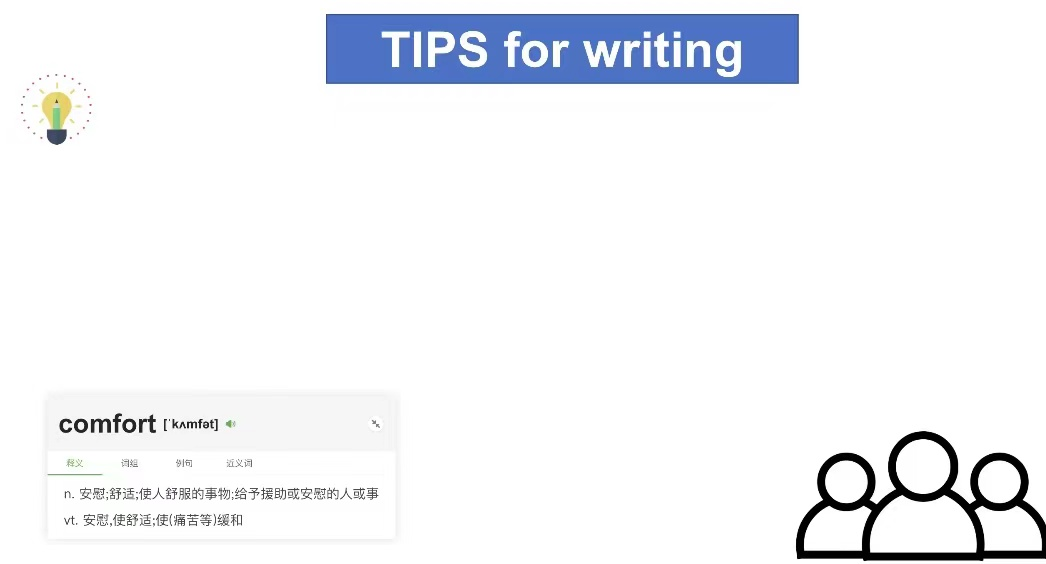 TIPS for writing
comfort [ˈkʌmfət]
释义 词组 例句 近义词
n. 安慰;舒适;使人舒服的事物;给予援助或安慰的人或事
vt. 安慰,使舒适;使(痛苦等)缓和